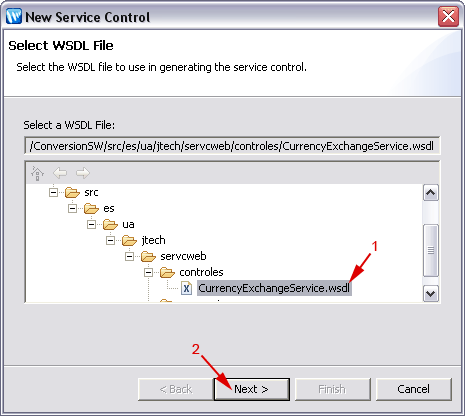 New Service Control
Select WSDL File
Select the WSDL file to use in generating the service control.
Select a WSDL File:
/ConversionSW/src/es/ua/jtech/servcweb/controles/CurrencyExchangeService.wsdl
src
es
ua
jtech
servcweb
controles
1
CurrencyExchangeService.wsdl
2
< Back
Next >
Finish
Cancel